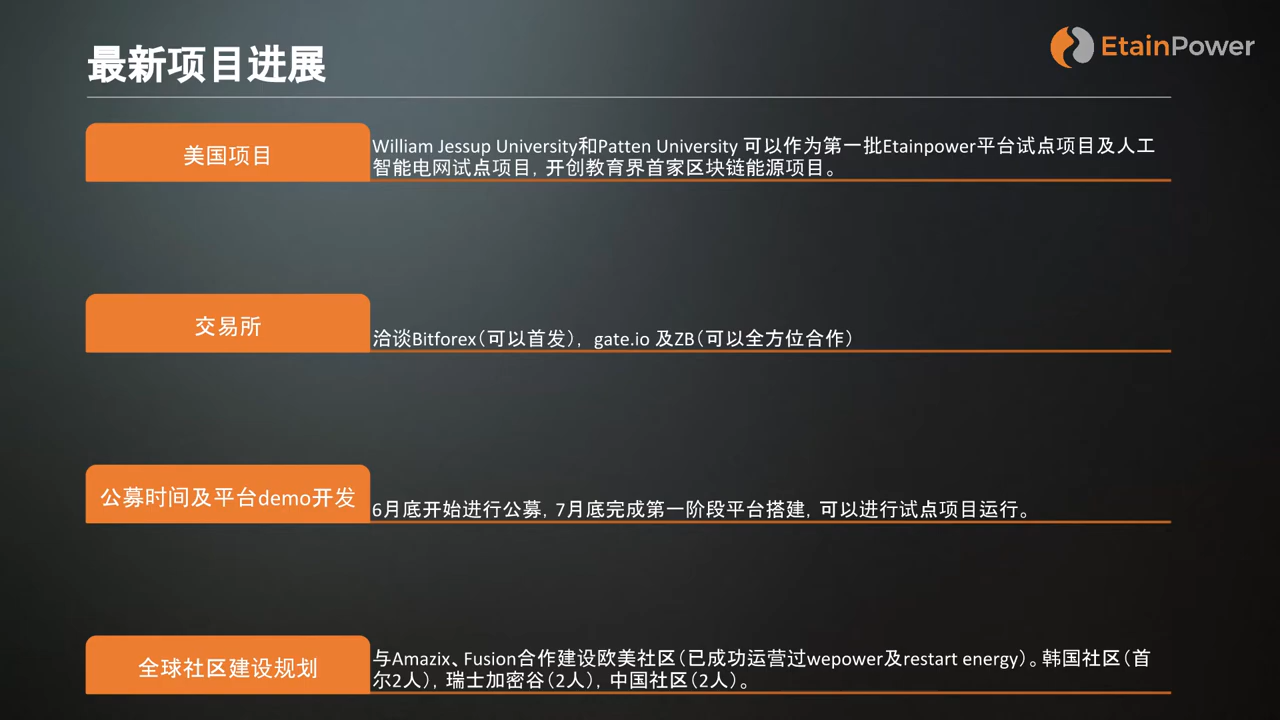 最新项目进展
EtainPower
美国项目
William Jessup University和Patten University 可以作为第一批Etainpower平台试点项目及人工
智能电网试点项目，开创教育界首家区块链能源项目。
交易所
洽谈Bitforex（可以首发），gate.io 及ZB（可以全方位合作）
公募时间及平台demo开发
6月底开始进行公募，7月底完成第一阶段平台搭建，可以进行试点项目运行。
全球社区建设规划
与Amazix、Fusion合作建设欧美社区（已成功运营过wepower及restart energy）。韩国社区（首
尔2人），瑞士加密谷（2人），中国社区（2人）。